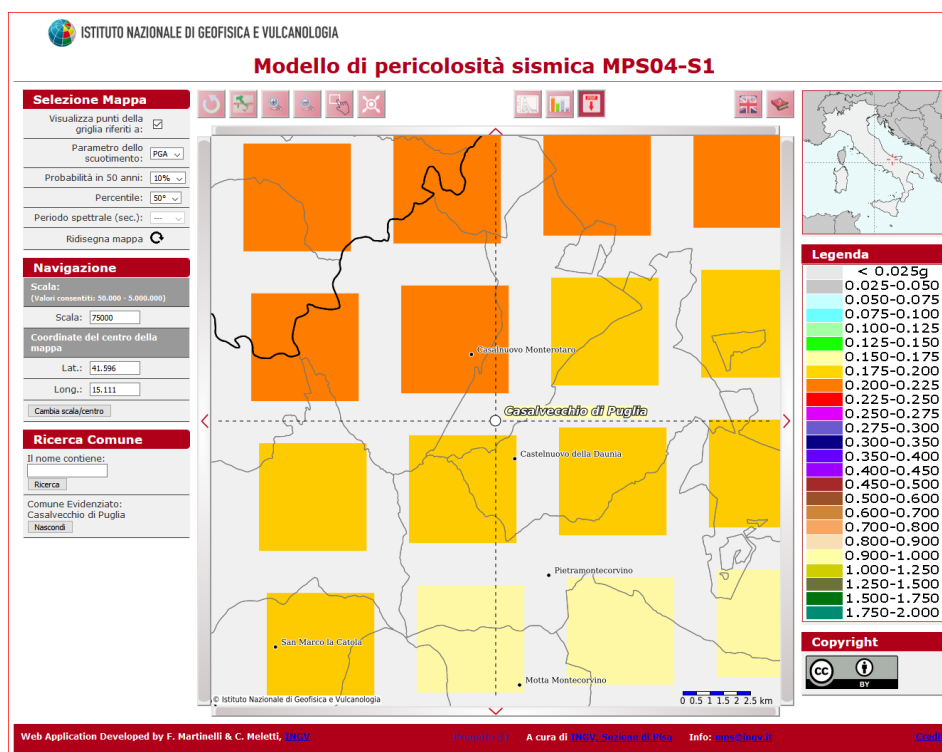 ISTITUTO NAZIONALE DI GEOFISICA E VULCANOLOGIA
Modello di pericolosità sismica MPS04-S1
Selezione Mappa
Visualizza punti della
griglia riferiti a:
Parametro dello
scuotimento: PGA
Probabilità in 50 anni: 10%
Percentile: 50°
Periodo spettrale (sec.): ---
Ridisegna mappa
Navigazione
Scala:
(Valori consentiti: 50.000 - 5.000.000)
Scala: 75000
Coordinate del centro della
mappa
Lat.: 41.596
Long.: 15.111
Cambia scala/centro
Ricerca Comune
Il nome contiene:
Ricerca
Comune Evidenziato:
Casalvecchio di Puglia
Nascondi
Casalnuovo Monterotaro
Casalvecchio di Puglia
Castelnuovo della Daunia
Pietramontecorvino
San Marco la Catola
Motta Montecorvino
© Istituto Nazionale di Geofisica e Vulcanologia
0 0.5 1 1.5 2 2.5 km
Legenda
< 0.025g
0.025-0.050
0.050-0.075
0.075-0.100
0.100-0.125
0.125-0.150
0.150-0.175
0.175-0.200
0.200-0.225
0.225-0.250
0.250-0.275
0.275-0.300
0.300-0.350
0.350-0.400
0.400-0.450
0.450-0.500
0.500-0.600
0.600-0.700
0.700-0.800
0.800-0.900
0.900-1.000
1.000-1.250
1.250-1.500
1.500-1.750
1.750-2.000
Copyright
cc
BY
Web Application Developed by F. Martinelli & C. Meletti, INGV
Progetto S1 A cura di INGV, Sezione di Pisa Info: mps@ingv.it